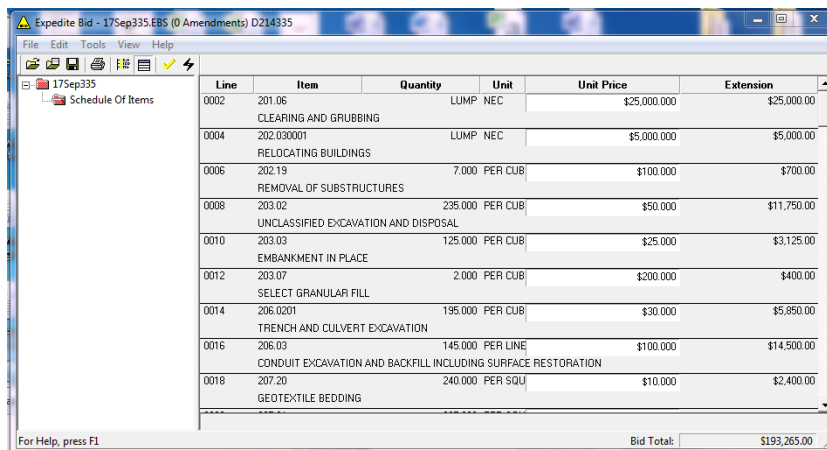 Expedite Bid - 17Sep335.EBS (0 Amendments) D214335
File Edit Tools View Help
17Sep335
Schedule Of Items
Line Item Quantity Unit Unit Price Extension
0002 201.06 LUMP NEC $25,000.000 $25,000.00
CLEARING AND GRUBBING
0004 202.030001 LUMP NEC $5,000.000 $5,000.00
RELOCATING BUILDINGS
0006 202.19 7.000 PER CUB $100.000 $700.00
REMOVAL OF SUBSTRUCTURES
0008 203.02 235.000 PER CUB $50.000 $11,750.00
UNCLASSIFIED EXCAVATION AND DISPOSAL
0010 203.03 125.000 PER CUB $25.000 $3,125.00
EMBANKMENT IN PLACE
0012 203.07 2.000 PER CUB $200.000 $400.00
SELECT GRANULAR FILL
0014 206.0201 195.000 PER CUB $30.000 $5,850.00
TRENCH AND CULVERT EXCAVATION
0016 206.03 145.000 PER LINE $100.000 $14,500.00
CONDUIT EXCAVATION AND BACKFILL INCLUDING SURFACE RESTORATION
0018 207.20 240.000 PER SQU $10.000 $2,400.00
GEOTEXTILE BEDDING
For Help, press F1 Bid Total: $193,265.00